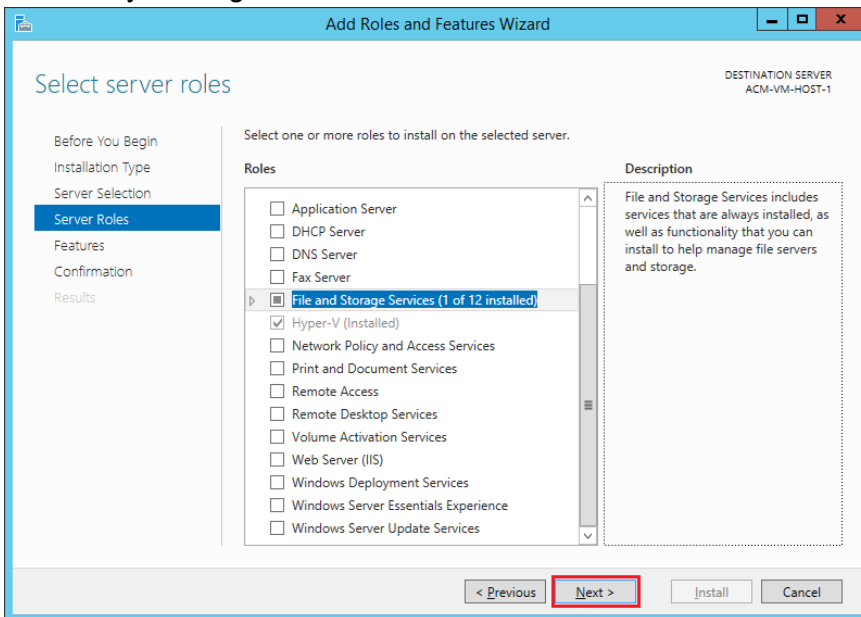 Add Roles and Features Wizard
Select server roles
DESTINATION SERVER
ACM-VM-HOST-1
Before You Begin
Installation Type
Server Selection
Server Roles
Features
Confirmation
Results
Select one or more roles to install on the selected server.
Roles
Application Server
DHCP Server
DNS Server
Fax Server
File and Storage Services (1 of 12 installed)
Hyper-V (Installed)
Network Policy and Access Services
Print and Document Services
Remote Access
Remote Desktop Services
Volume Activation Services
Web Server (IIS)
Windows Deployment Services
Windows Server Essentials Experience
Windows Server Update Services
Description
File and Storage Services includes
services that are always installed, as
well as functionality that you can
install to help manage file servers
and storage.
< Previous
Next >
Install
Cancel